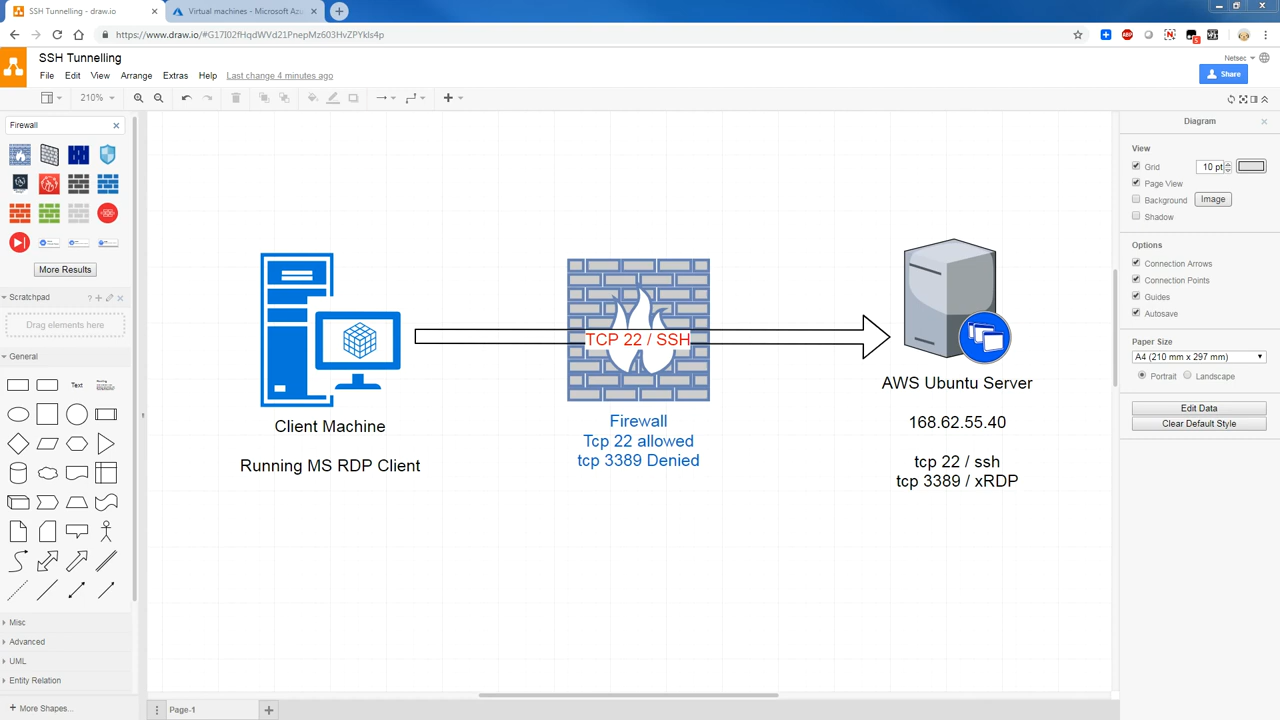 SSH Tunnelling - draw.io
Virtual machines - Microsoft Azu
https://www.draw.io/#G17I02fHqdWVd21PnepMz603HvZPYkls4p
SSH Tunnelling
Netsec
File Edit View Arrange Extras Help Last change 4 minutes ago
Share
210%
Firewall
More Results
Scratchpad
Drag elements here
General
Text
Misc
Advanced
UML
Entity Relation
More Shapes...
Client Machine
Running MS RDP Client
TCP 22 / SSH
Firewall
Tcp 22 allowed
tcp 3389 Denied
AWS Ubuntu Server
168.62.55.40
tcp 22 / ssh
tcp 3389 / xRDP
Page-1
Diagram
View
Grid 10 pt
Page View
Background Image
Shadow
Options
Connection Arrows
Connection Points
Guides
Autosave
Paper Size
A4 (210 mm x 297 mm)
Portrait Landscape
Edit Data
Clear Default Style